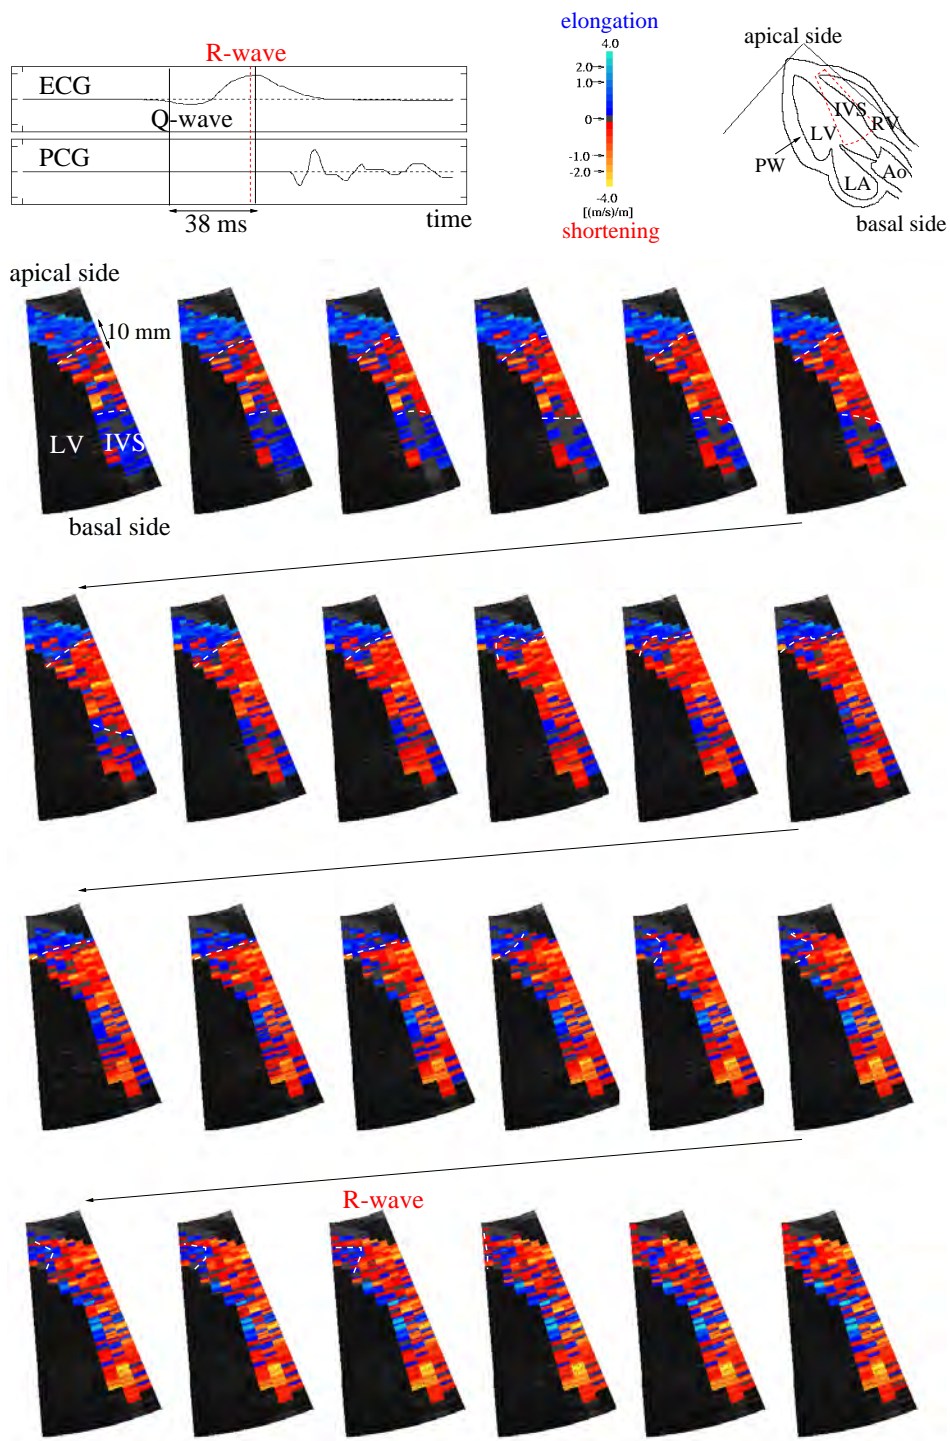 R-wave
ECG
Q-wave
PCG
38 ms
time
elongation
4.0
2.0
1.0
0
-1.0
-2.0
-4.0
[(m/s)/m]
shortening
apical side
IVS
RV
LV
PW
LA
Ao
basal side
apical side
10 mm
LV IVS
basal side
R-wave